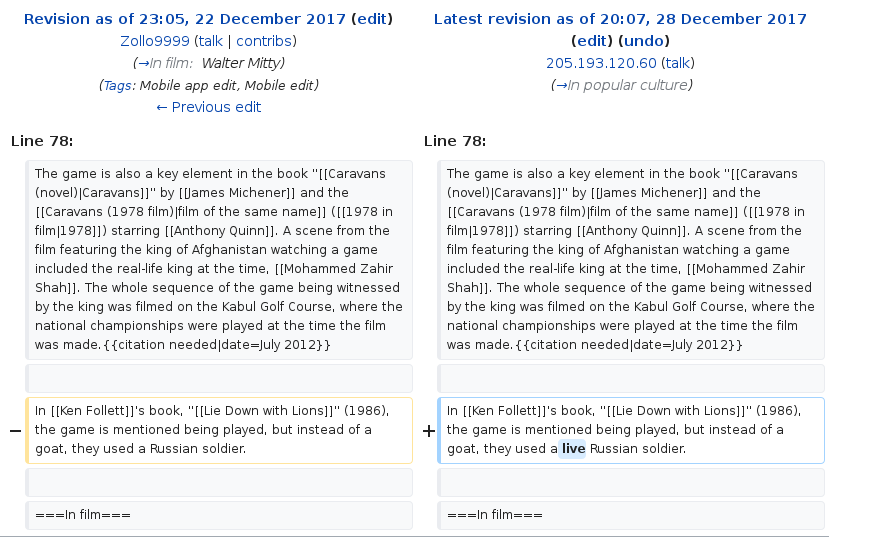 Revision as of 23:05, 22 December 2017 (edit)
Zollo9999 (talk | contribs)
(→In film: Walter Mitty)
(Tags: Mobile app edit, Mobile edit)
← Previous edit
Latest revision as of 20:07, 28 December 2017
(edit) (undo)
205.193.120.60 (talk)
(→In popular culture)
Line 78:
The game is also a key element in the book "[[Caravans
(novel)|Caravans]]" by [[James Michener]] and the
[[Caravans (1978 film)|film of the same name]] ([[1978 in
film|1978]]) starring [[Anthony Quinn]]. A scene from the
film featuring the king of Afghanistan watching a game
included the real-life king at the time, [[Mohammed Zahir
Shah]]. The whole sequence of the game being witnessed
by the king was filmed on the Kabul Golf Course, where the
national championships were played at the time the film
was made.{{citation needed|date=July 2012}}
− In [[Ken Follett]]'s book, "[[Lie Down with Lions]]" (1986),
the game is mentioned being played, but instead of a
goat, they used a Russian soldier.
===In film===
Line 78:
The game is also a key element in the book "[[Caravans
(novel)|Caravans]]" by [[James Michener]] and the
[[Caravans (1978 film)|film of the same name]] ([[1978 in
film|1978]]) starring [[Anthony Quinn]]. A scene from the
film featuring the king of Afghanistan watching a game
included the real-life king at the time, [[Mohammed Zahir
Shah]]. The whole sequence of the game being witnessed
by the king was filmed on the Kabul Golf Course, where the
national championships were played at the time the film
was made.{{citation needed|date=July 2012}}
+ In [[Ken Follett]]'s book, "[[Lie Down with Lions]]" (1986),
the game is mentioned being played, but instead of a
goat, they used a live Russian soldier.
===In film===